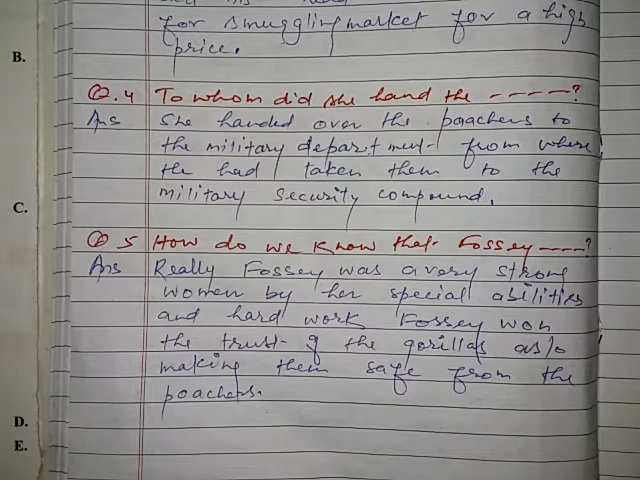 for smuggling market for a high
price.
B.
Q.4 To whom did she hand the -----?
Ans She handed over the poachers to
the military department from where
the had taken them to the
military security compound.
C.
Q 5 How do we know that Fossey ----?
Ans Really Fossey was a very strong
women by her special abilities
and hard work Fossey won
the trust of the gorillas also
making them safe from the
poachers.
D.
E.